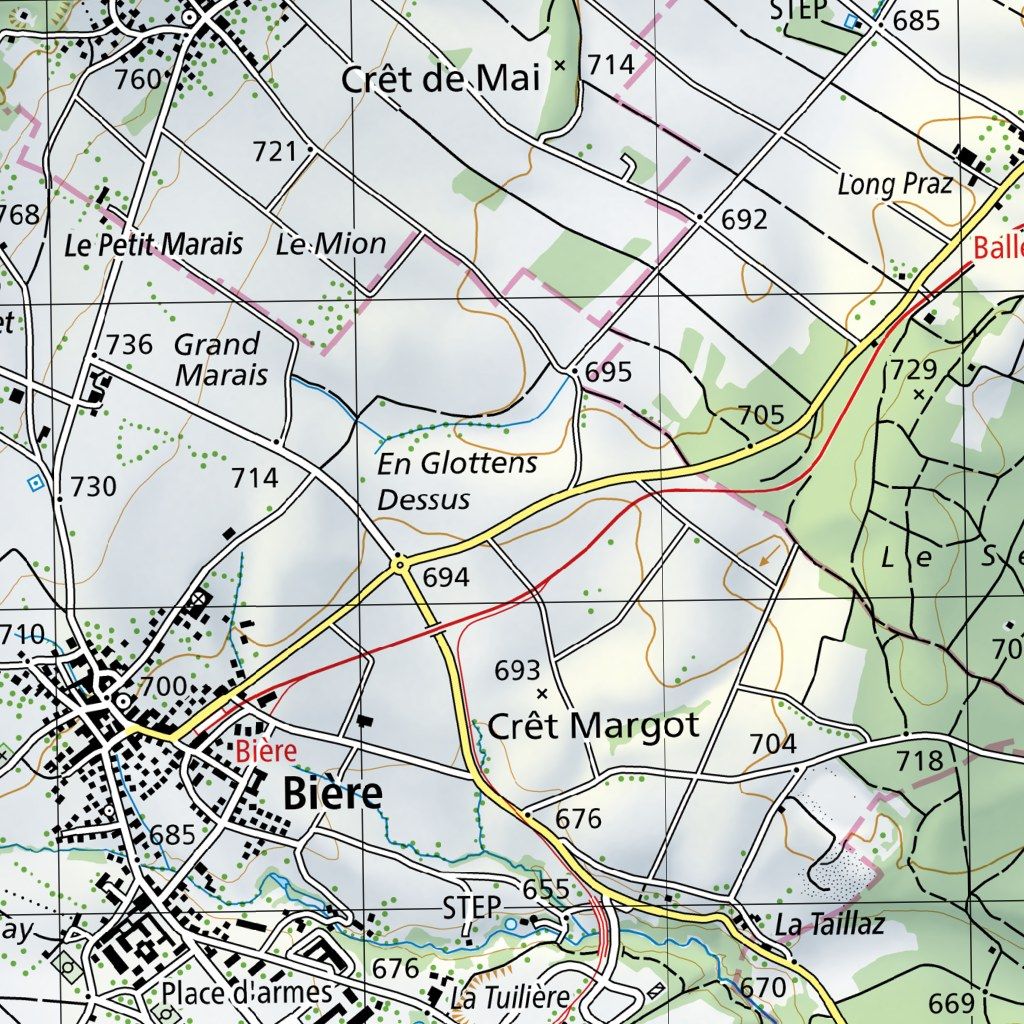 STEP
685
760
Crêt de Mai
714
721
Long Praz
768
692
Le Petit Marais
Le Mion
736
Grand
Marais
695
729
705
En Glottens
Dessus
714
730
694
710
693
700
Crêt Margot
Bière
704
718
Bière
676
685
655
STEP
La Taillaz
676
Place d'armes
La Tuilière
670
669